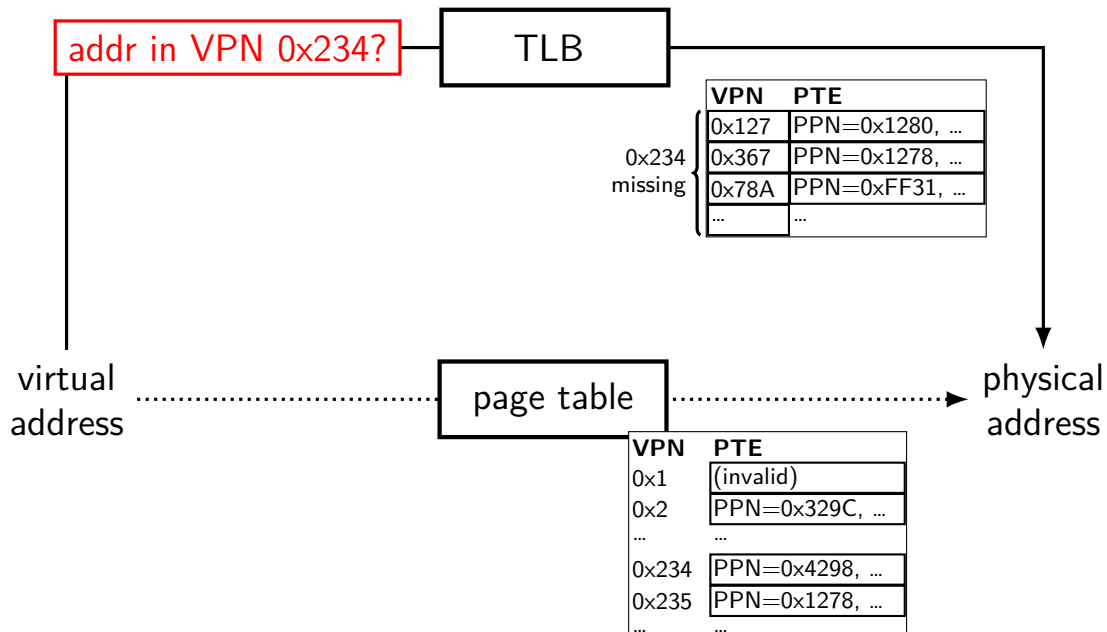 addr in VPN 0x234?
TLB
VPN PTE
0x127 PPN=0x1280, ...
0x367 PPN=0x1278, ...
0x78A PPN=0xFF31, ...
... ...
0x234
missing
virtual
address
page table
physical
address
VPN PTE
0x1 (invalid)
0x2 PPN=0x329C, ...
... ...
0x234 PPN=0x4298, ...
0x235 PPN=0x1278, ...
... ...